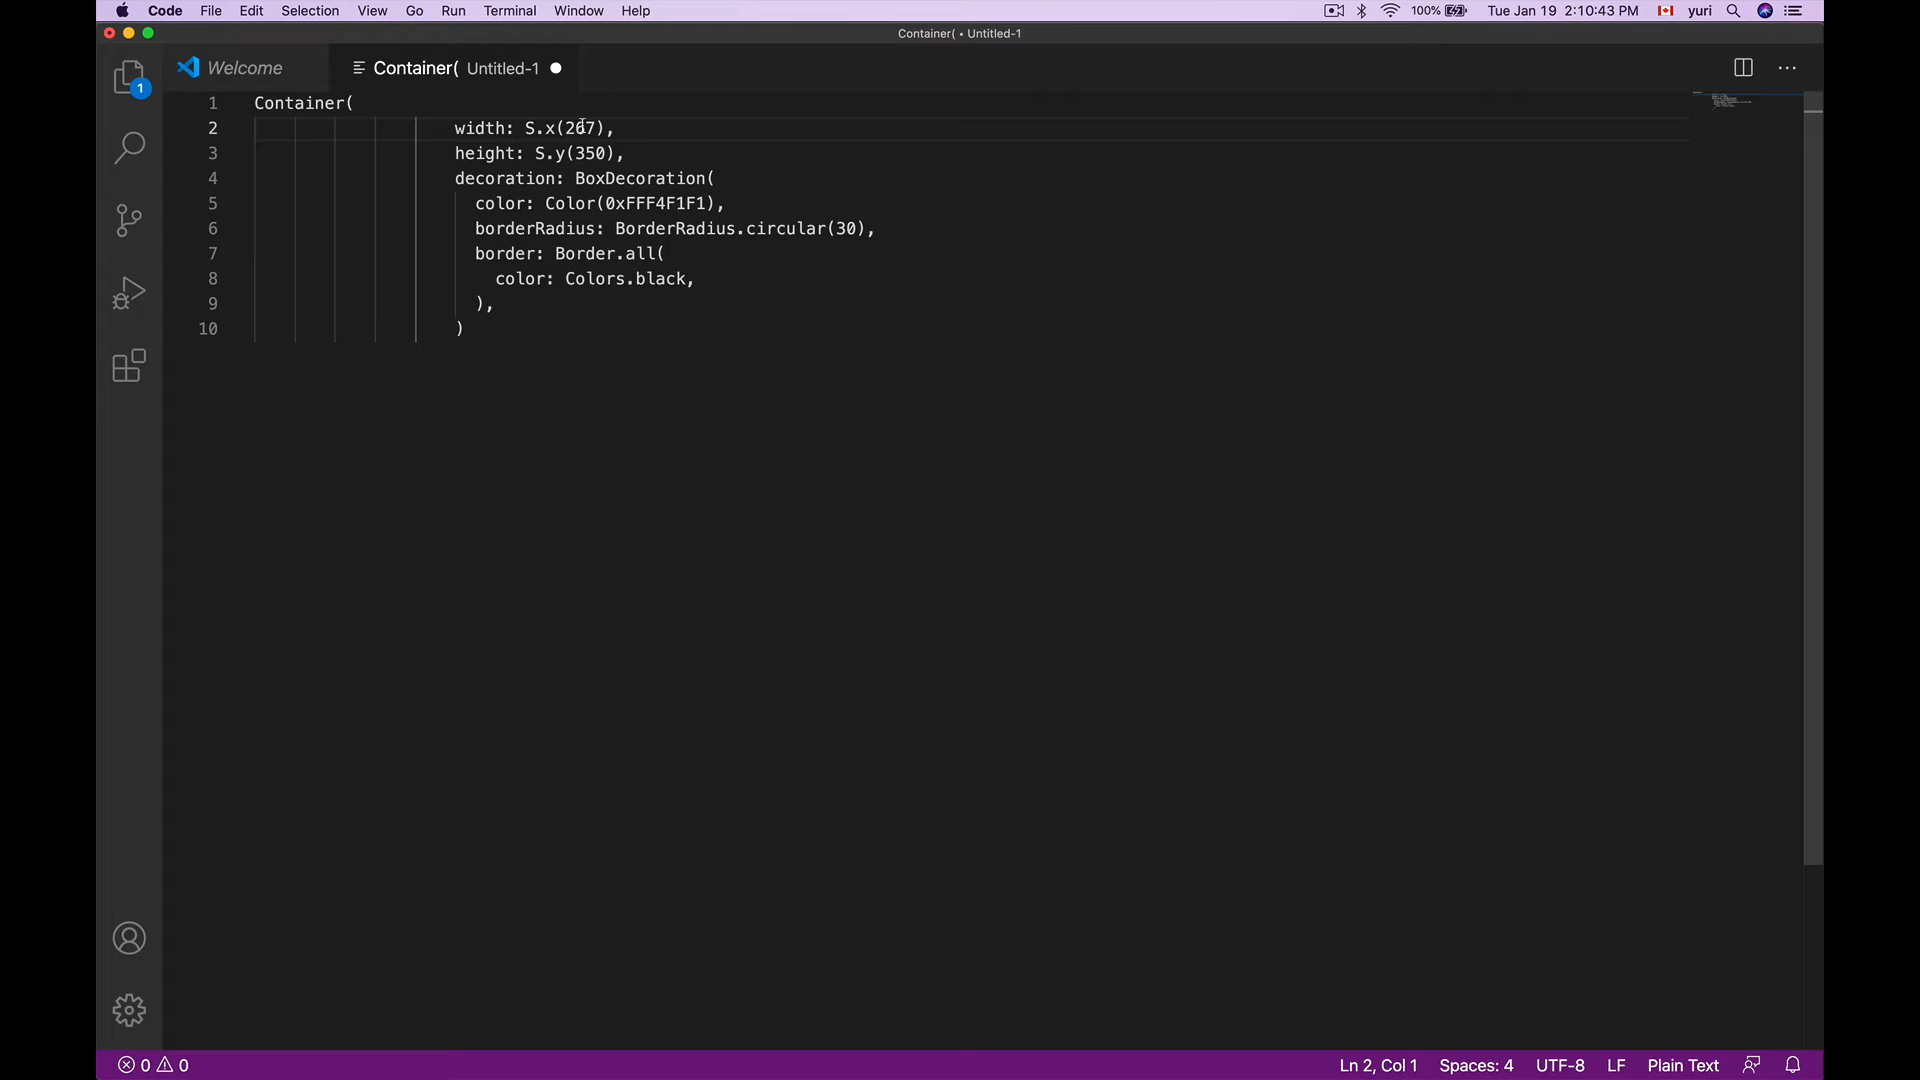 Code File Edit Selection View Go Run Terminal Window Help 100% Tue Jan 19 2:10:43 PM yuri
Container( • Untitled-1
1
Welcome
Container( Untitled-1
1 Container(
2 width: S.x(267),
3 height: S.y(350),
4 decoration: BoxDecoration(
5 color: Color(0xFFF4F1F1),
6 borderRadius: BorderRadius.circular(30),
7 border: Border.all(
8 color: Colors.black,
9 ),
10 )
0 0 Ln 2, Col 1 Spaces: 4 UTF-8 LF Plain Text